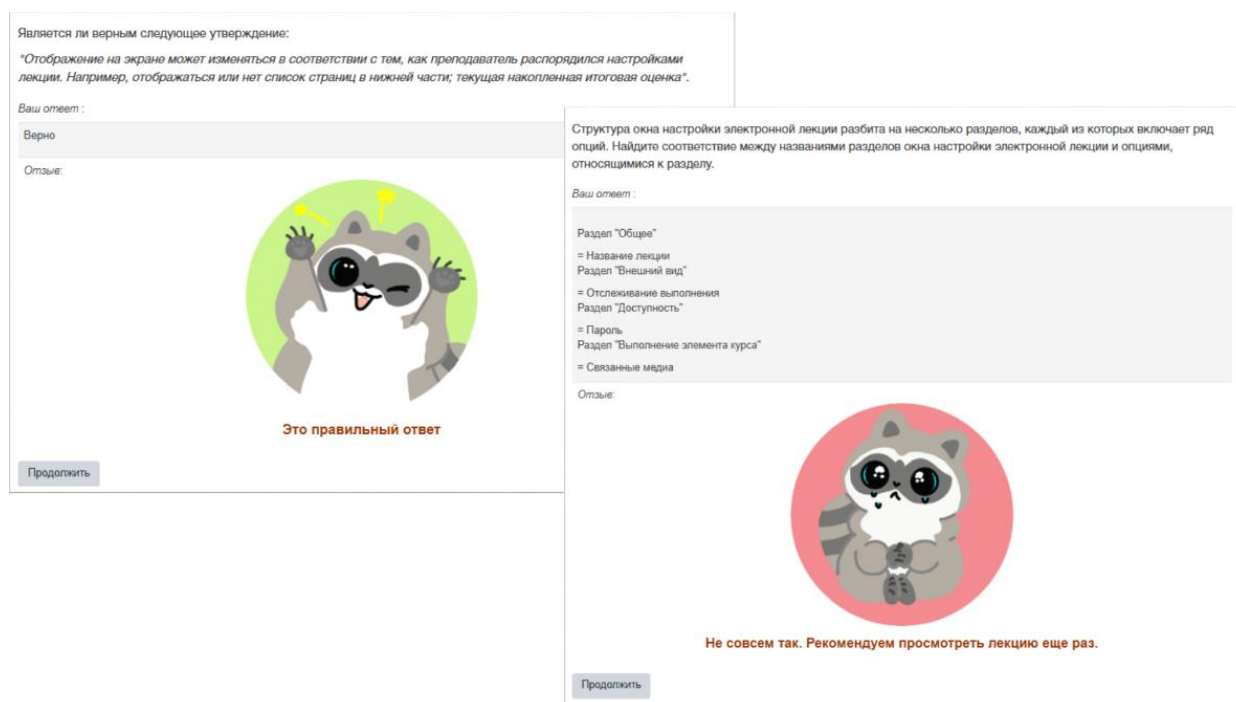 Является ли верным следующее утверждение:
"Отображение на экране может изменяться в соответствии с тем, как преподаватель распорядился настройками
лекции. Например, отображаться или нет список страниц в нижней части; текущая накопленная итоговая оценка".
Ваш ответ :
Верно
Отзыв:
Это правильный ответ
Продолжить
Структура окна настройки электронной лекции разбита на несколько разделов, каждый из которых включает ряд
опций. Найдите соответствие между названиями разделов окна настройки электронной лекции и опциями,
относящимися к разделу.
Ваш ответ :
Раздел "Общее"
= Название лекции
Раздел "Внешний вид"
= Отслеживание выполнения
Раздел "Доступность"
= Пароль
Раздел "Выполнение элемента курса"
= Связанные медиа
Отзыв:
Не совсем так. Рекомендуем просмотреть лекцию еще раз.
Продолжить